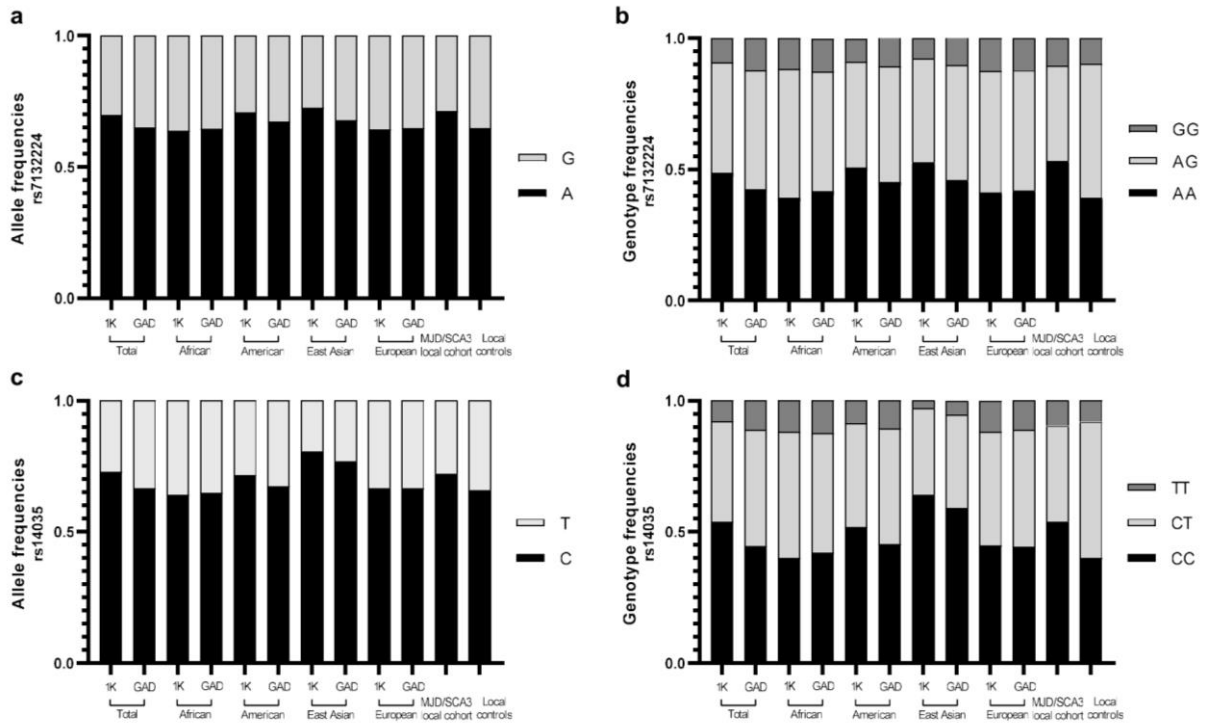 a
Allele frequencies
rs7132224
1.0
0.5
0.0
G
A
1K GAD 1K GAD 1K GAD 1K GAD 1K GAD MJD/SCA3 Local
Total African American East Asian European local cohort controls
b
Genotype frequencies
rs7132224
1.0
0.5
0.0
GG
AG
AA
1K GAD 1K GAD 1K GAD 1K GAD 1K GAD MJD/SCA3 Local
Total African American East Asian European local cohort controls
c
Allele frequencies
rs14035
1.0
0.5
0.0
T
C
1K GAD 1K GAD 1K GAD 1K GAD 1K GAD MJD/SCA3 Local
Total African American East Asian European local cohort controls
d
Genotype frequencies
rs14035
1.0
0.5
0.0
TT
CT
CC
1K GAD 1K GAD 1K GAD 1K GAD 1K GAD MJD/SCA3 Local
Total African American East Asian European local cohort controls